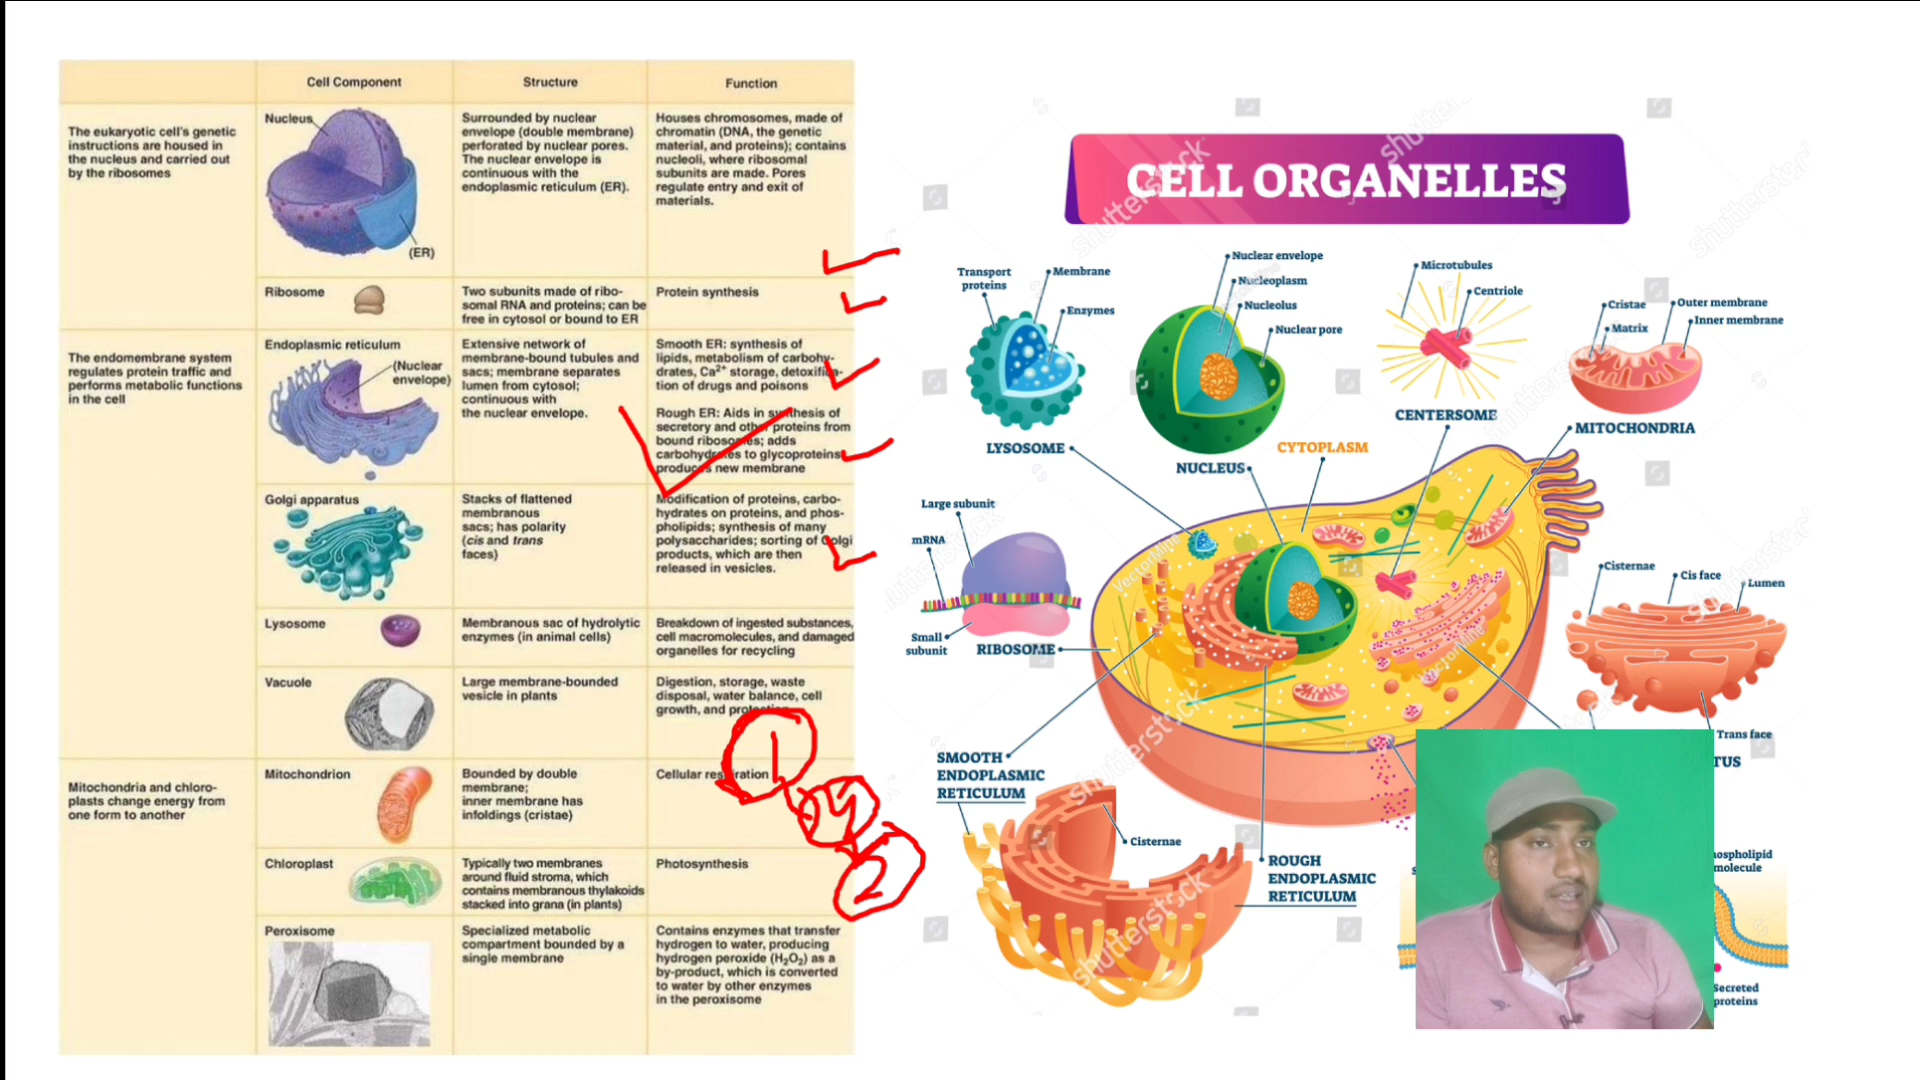 Cell Component
Structure
Function
The eukaryotic cell's genetic
instructions are housed in
the nucleus and carried out
by the ribosomes
Nucleus
(ER)
Surrounded by nuclear
envelope (double membrane)
perforated by nuclear pores.
The nuclear envelope is
continuous with the
endoplasmic reticulum (ER).
Houses chromosomes, made of
chromatin (DNA, the genetic
material, and proteins); contains
nucleoli, where ribosomal
subunits are made. Pores
regulate entry and exit of
materials.
Ribosome
Two subunits made of ribo-
somal RNA and proteins; can be
free in cytosol or bound to ER
Protein synthesis
The endomembrane system
regulates protein traffic and
performs metabolic functions
in the cell
Endoplasmic reticulum
(Nuclear
envelope)
Extensive network of
membrane-bound tubules and
sacs; membrane separates
lumen from cytosol;
continuous with
the nuclear envelope.
Smooth ER: synthesis of
lipids, metabolism of carbohy-
drates, Ca2+ storage, detoxifica-
tion of drugs and poisons
Rough ER: Aids in synthesis of
secretory and other proteins from
bound ribosomes; adds
carbohydrates to glycoproteins
produces new membrane
Golgi apparatus
Stacks of flattened
membranous
sacs; has polarity
(cis and trans
faces)
Modification of proteins, carbo-
hydrates on proteins, and phos-
pholipids; synthesis of many
polysaccharides; sorting of Golgi
products, which are then
released in vesicles.
Lysosome
Membranous sac of hydrolytic
enzymes (in animal cells)
Breakdown of ingested substances,
cell macromolecules, and damaged
organelles for recycling
Vacuole
Large membrane-bounded
vesicle in plants
Digestion, storage, waste
disposal, water balance, cell
growth, and protection
Mitochondria and chloro-
plasts change energy from
one form to another
Mitochondrion
Bounded by double
membrane;
inner membrane has
infoldings (cristae)
Cellular respiration
Chloroplast
Typically two membranes
around fluid stroma, which
contains membranous thylakoids
stacked into grana (in plants)
Photosynthesis
Peroxisome
Specialized metabolic
compartment bounded by a
single membrane
Contains enzymes that transfer
hydrogen to water, producing
hydrogen peroxide (H2O2) as a
by-product, which is converted
to water by other enzymes
in the peroxisome
1
2
CELL ORGANELLES
Transport
proteins
Membrane
Enzymes
LYSOSOME
Nuclear envelope
Nucleoplasm
Nucleolus
Nuclear pore
NUCLEUS
CYTOPLASM
Microtubules
Centriole
CENTERSOME
Cristae
Matrix
Outer membrane
Inner membrane
MITOCHONDRIA
Large subunit
mRNA
Small
subunit
RIBOSOME
Cisternae
Cis face
Lumen
Trans face
TUS
SMOOTH
ENDOPLASMIC
RETICULUM
Cisternae
ROUGH
ENDOPLASMIC
RETICULUM
molecule
Secreted
proteins
shutterstock
shutterstock
shutterstock
shutterstock
VectorMine
VectorMine